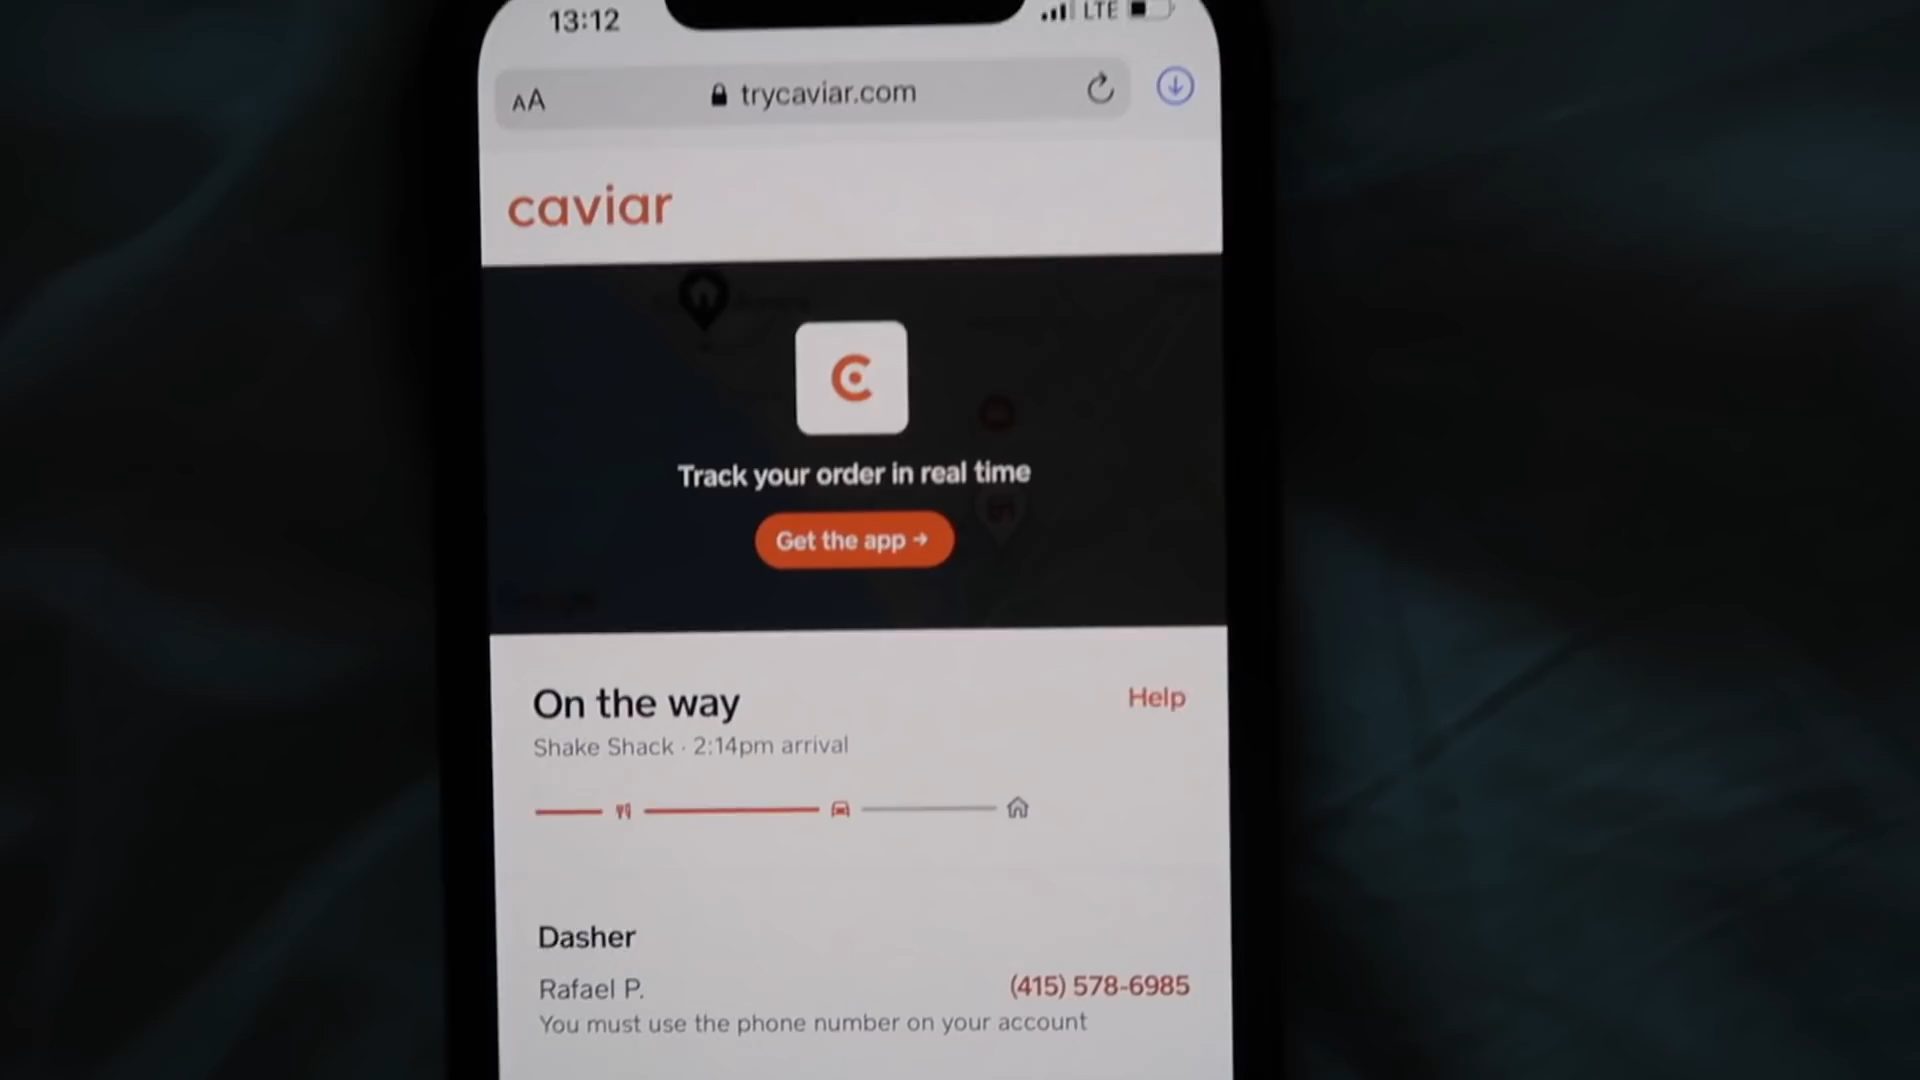 13:12
LTE
AA
trycaviar.com
caviar
Track your order in real time
Get the app →
On the way
Help
Shake Shack · 2:14pm arrival
Dasher
Rafael P.
(415) 578-6985
You must use the phone number on your account